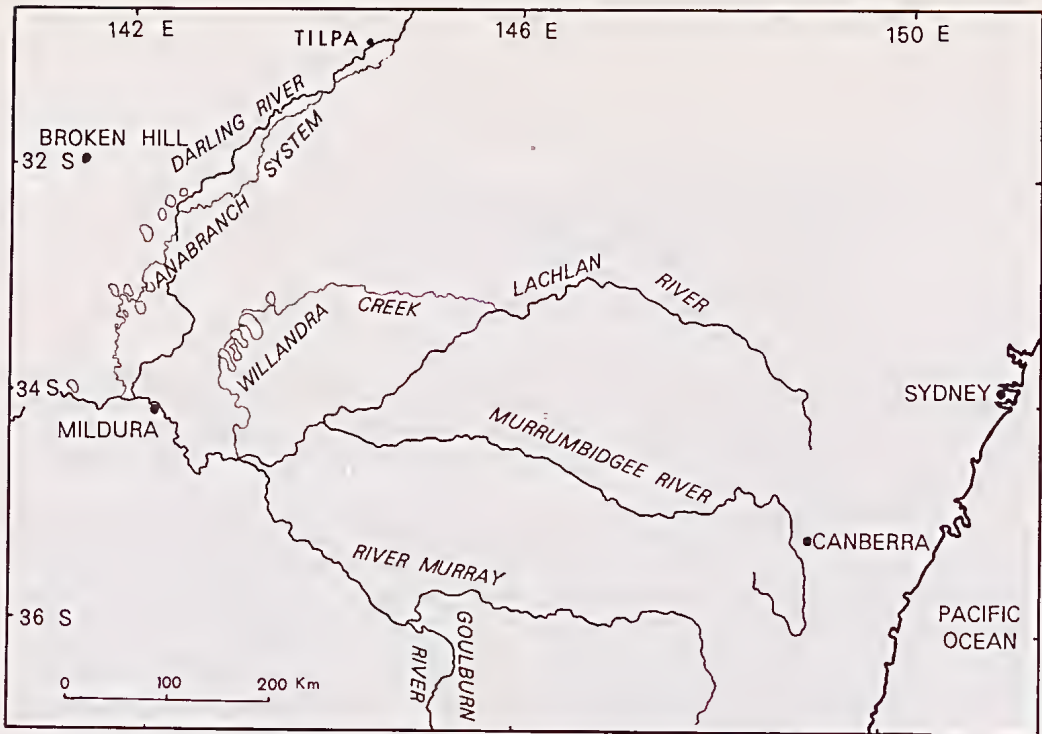 142 E
146 E
150 E
TILPA
DARLING RIVER
BROKEN HILL
32 S
SYSTEM
ANABRANCH
LACHLAN
RIVER
CREEK
WILLANDRA
34 S
SYDNEY
MILDURA
MURRUMBIDGEE RIVER
CANBERRA
RIVER MURRAY
36 S
GOULBURN
RIVER
PACIFIC
OCEAN
0 100 200 Km